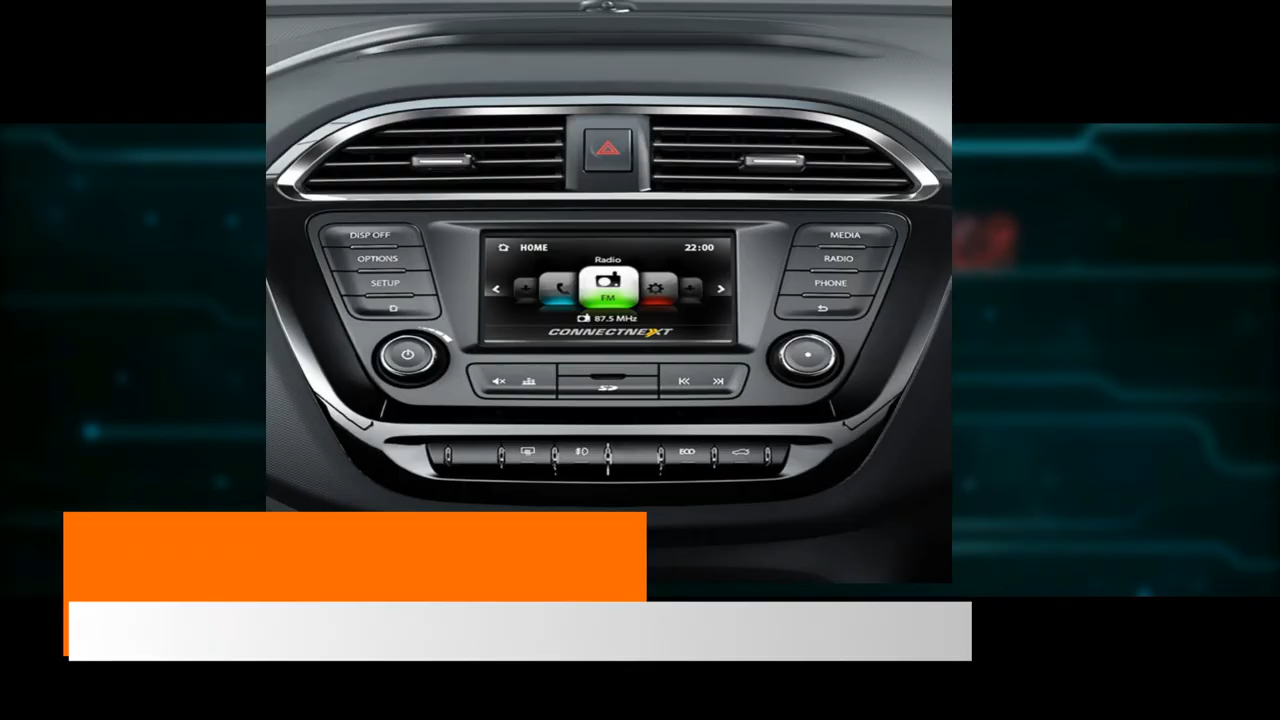 DISP OFF
OPTIONS
SETUP
HOME
22:00
Radio
FM
87.5 MHz
CONNECTNEXT
MEDIA
RADIO
PHONE
SD
ECO